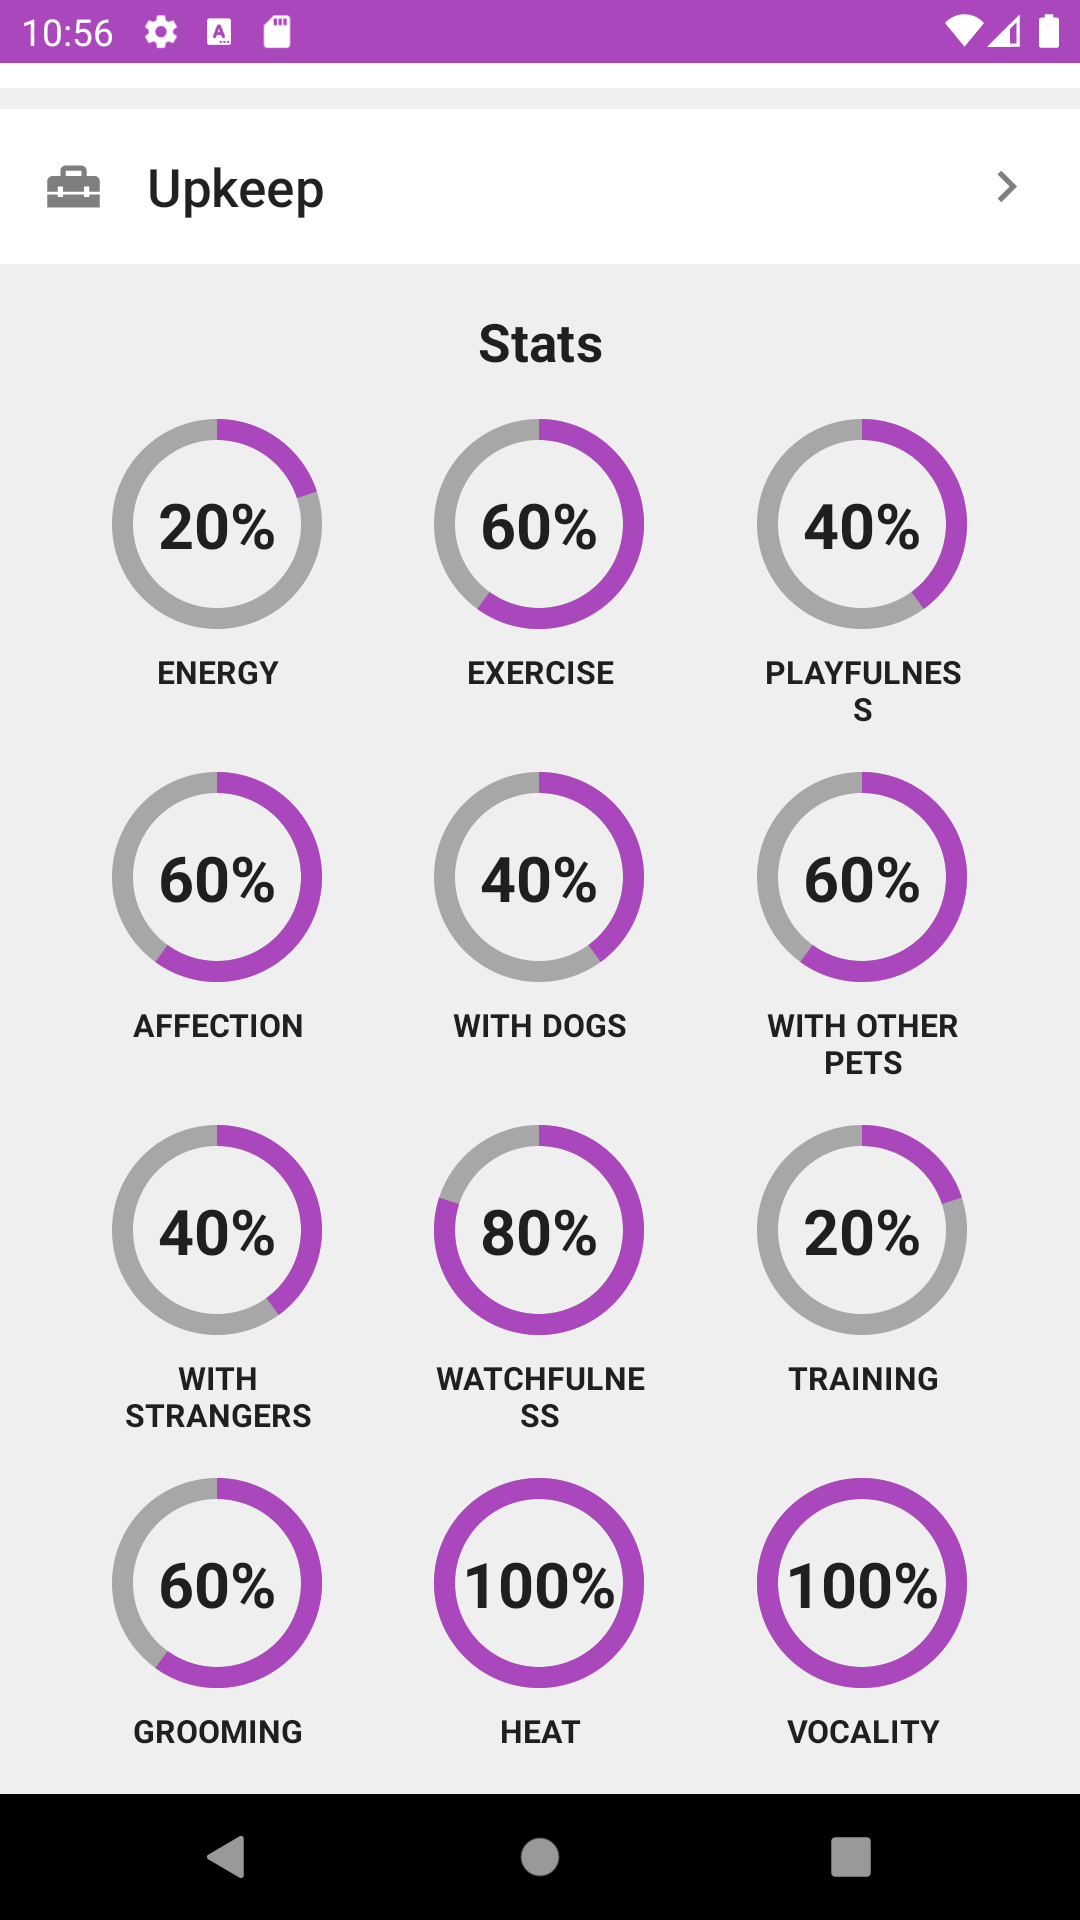 10:56
Upkeep
Stats
20%
60%
40%
ENERGY
EXERCISE
PLAYFULNES
S
60%
40%
60%
AFFECTION
WITH DOGS
WITH OTHER
PETS
40%
80%
20%
WITH
STRANGERS
WATCHFULNE
SS
TRAINING
60%
100%
100%
GROOMING
HEAT
VOCALITY